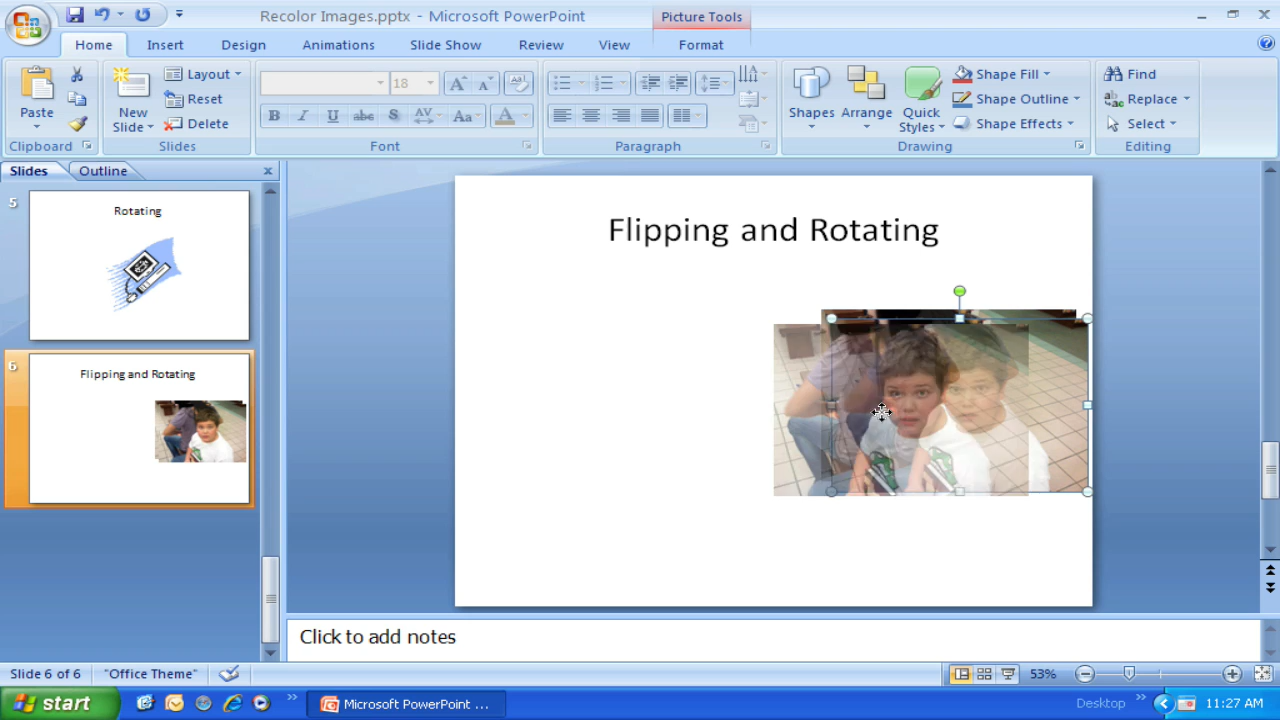 Recolor Images.pptx - Microsoft PowerPoint
Picture Tools
Home
Insert
Design
Animations
Slide Show
Review
View
Format
Paste
Clipboard
New
Slide
Layout
Reset
Delete
Slides
18
B
I
U
abc
S
AV
Aa
A
Font
Paragraph
Shapes
Arrange
Quick
Styles
Shape Fill
Shape Outline
Shape Effects
Drawing
Find
Replace
Select
Editing
Slides
Outline
5
Rotating
6
Flipping and Rotating
Flipping and Rotating
Click to add notes
Slide 6 of 6
"Office Theme"
53%
start
Microsoft PowerPoint ...
Desktop
11:27 AM